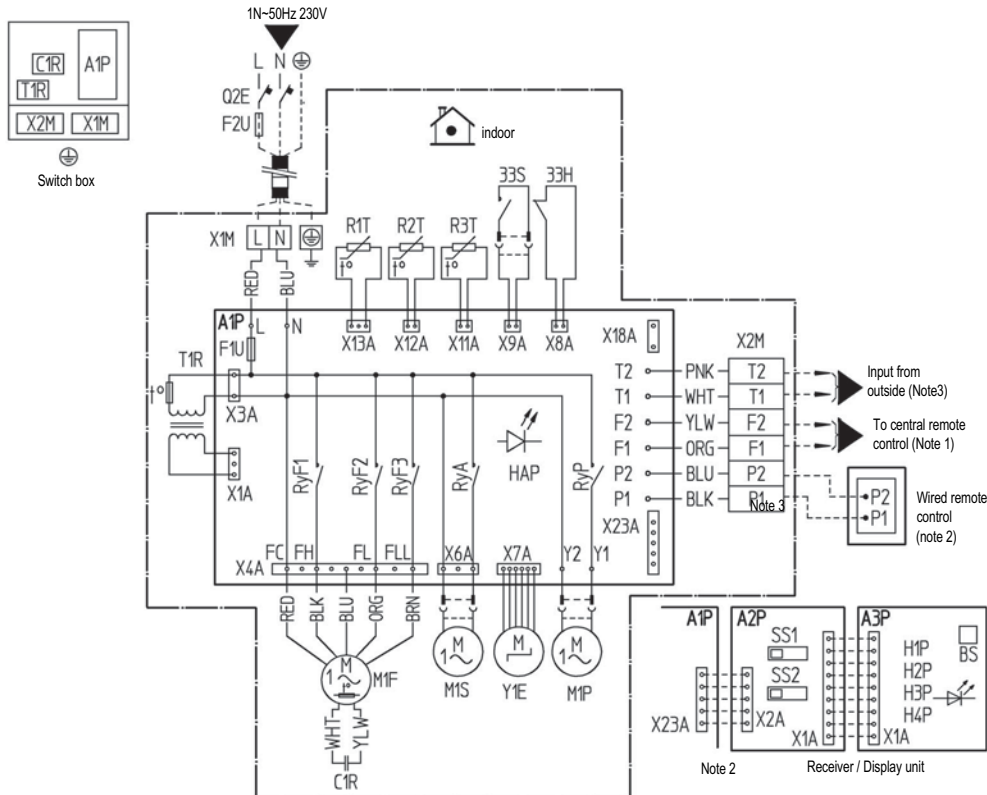 1N~50Hz 230V
L N
Q2E
F2U
C1R A1P
T1R
X2M X1M
Switch box
indoor
33S 33H
X1M L N
R1T R2T R3T
RED BLU
A1P L N
X13A X12A X11A X9A X8A
F1U
T1R
X3A
X1A
X18A X2M
T2 PNK T2
T1 WHT T1
F2 YLW F2
F1 ORG F1
P2 BLU P2
P1 BLK P1
Note 3
X23A
Input from
outside (Note3)
To central remote
control (Note 1)
P2
P1
Wired remote
control
(note 2)
HAP
RyF1 RyF2 RyF3 RyA RyP
FC FH FL FLL X6A X7A Y2 Y1
X4A
RED BLK BLU ORG BRN
M 1~ M1F
M 1~ M1S
M Y1E
M 1~ M1P
WHT YLW
C1R
A1P A2P A3P
SS1
SS2
X23A X2A
X1A
X1A
H1P
H2P
H3P
H4P
BS
Note 2
Receiver / Display unit